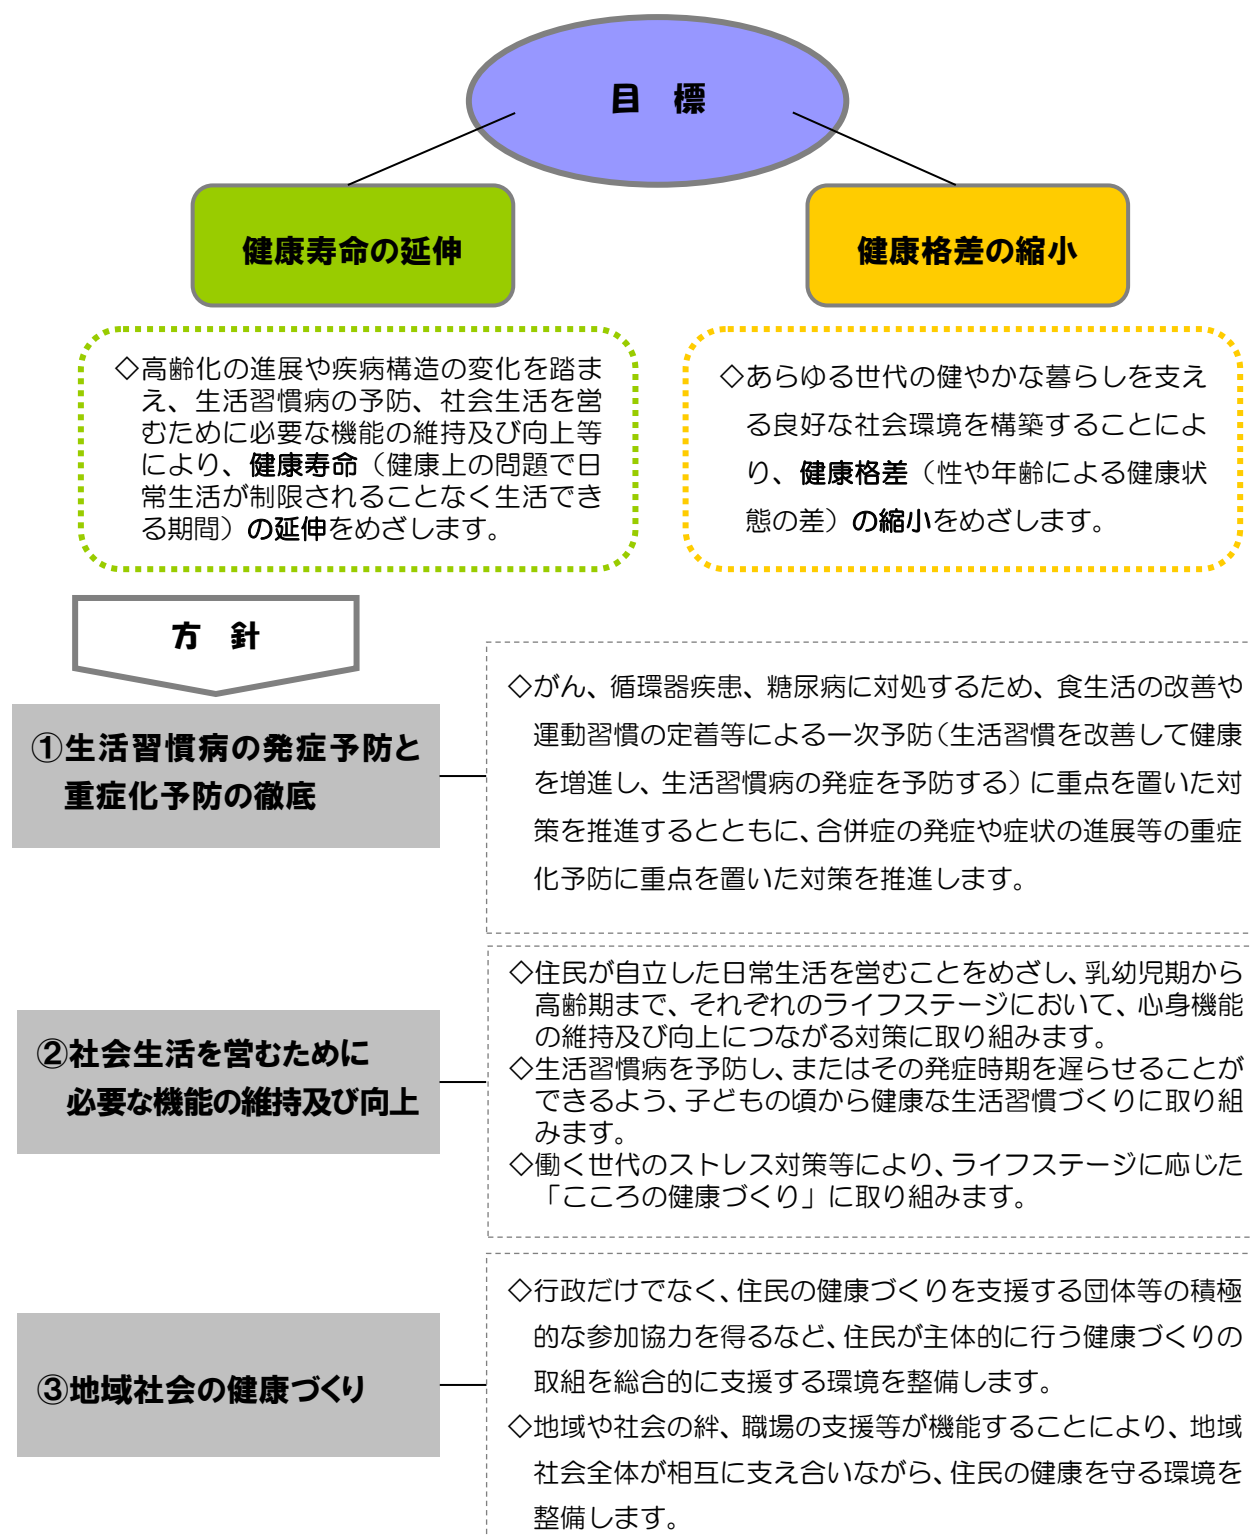 目 標
健康寿命の延伸
健康格差の縮小
◇高齢化の進展や疾病構造の変化を踏ま
え、生活習慣病の予防、社会生活を営
むために必要な機能の維持及び向上等
により、健康寿命（健康上の問題で日
常生活が制限されることなく生活でき
る期間）の延伸をめざします。
◇あらゆる世代の健やかな暮らしを支え
る良好な社会環境を構築することによ
り、健康格差（性や年齢による健康状
態の差）の縮小をめざします。
方 針
①生活習慣病の発症予防と
重症化予防の徹底
◇がん、循環器疾患、糖尿病に対処するため、食生活の改善や
運動習慣の定着等による一次予防（生活習慣を改善して健康
を増進し、生活習慣病の発症を予防する）に重点を置いた対
策を推進するとともに、合併症の発症や症状の進展等の重症
化予防に重点を置いた対策を推進します。
②社会生活を営むために
必要な機能の維持及び向上
◇住民が自立した日常生活を営むことをめざし、乳幼児期から
高齢期まで、それぞれのライフステージにおいて、心身機能
の維持及び向上につながる対策に取り組みます。
◇生活習慣病を予防し、またはその発症時期を遅らせることが
できるよう、子どもの頃から健康な生活習慣づくりに取り組
みます。
◇働く世代のストレス対策等により、ライフステージに応じた
「こころの健康づくり」に取り組みます。
③地域社会の健康づくり
◇行政だけでなく、住民の健康づくりを支援する団体等の積極
的な参加協力を得るなど、住民が主体的に行う健康づくりの
取組を総合的に支援する環境を整備します。
◇地域や社会の絆、職場の支援等が機能することにより、地域
社会全体が相互に支え合いながら、住民の健康を守る環境を
整備します。